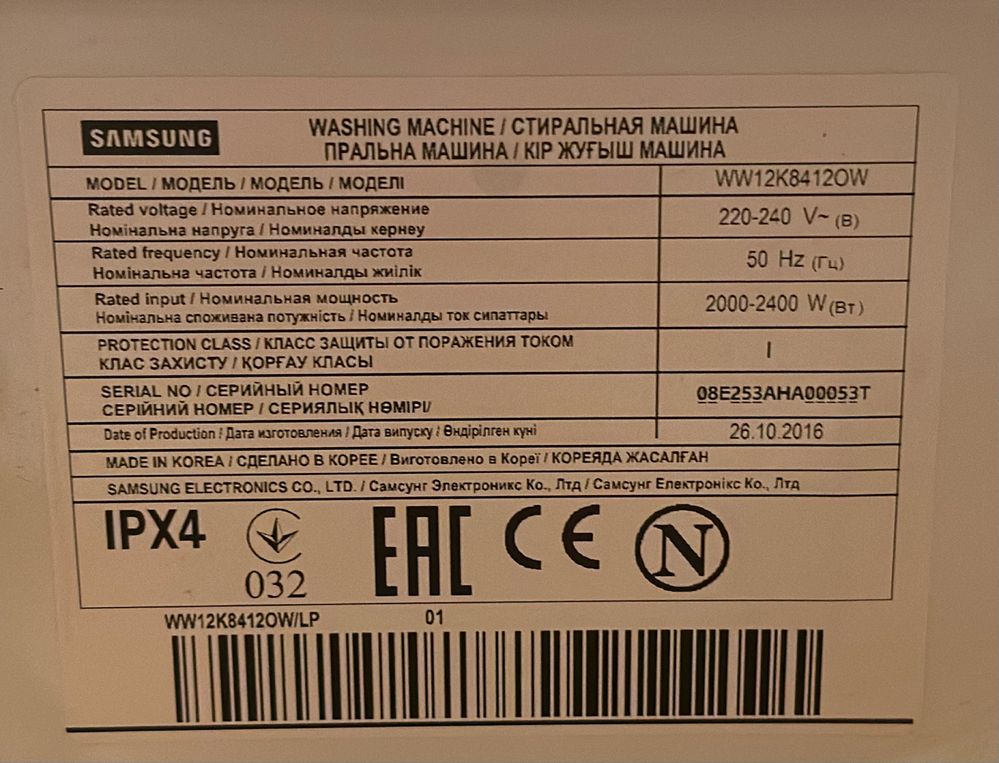 SAMSUNG
WASHING MACHINE / СТИРАЛЬНАЯ МАШИНА
ПРАЛЬНА МАШИНА / КІР ЖУҒЫШ МАШИНА
MODEL / МОДЕЛЬ / МОДЕЛЬ / МОДЕЛІ WW12K8412OW
Rated voltage / Номинальное напряжение
Номінальна напруга / Номиналды кернеу
220-240 V~ (В)
Rated frequency / Номинальная частота
Номінальна частота / Номиналды жиілік
50 Hz (Гц)
Rated input / Номинальная мощность
Номінальна споживана потужність / Номиналды ток сипаттары
2000-2400 W(Вт)
PROTECTION CLASS / КЛАСС ЗАЩИТЫ ОТ ПОРАЖЕНИЯ ТОКОМ
КЛАС ЗАХИСТУ / ҚОРҒАУ КЛАСЫ
I
SERIAL NO / СЕРИЙНЫЙ НОМЕР
СЕРІЙНИЙ НОМЕР / СЕРИЯЛЫҚ НӨМІРІ/
08E253AHA00053T
Date of Production / Дата изготовления / Дата випуску / Өндірілген күні 26.10.2016
MADE IN KOREA / СДЕЛАНО В КОРЕЕ / Виготовлено в Кореї / КОРЕЯДА ЖАСАЛҒАН
SAMSUNG ELECTRONICS CO., LTD. / Самсунг Электроникс Ко., Лтд / Самсунг Електронікс Ко., Лтд
IPX4 032 EAC CE N
WW12K8412OW/LP 01